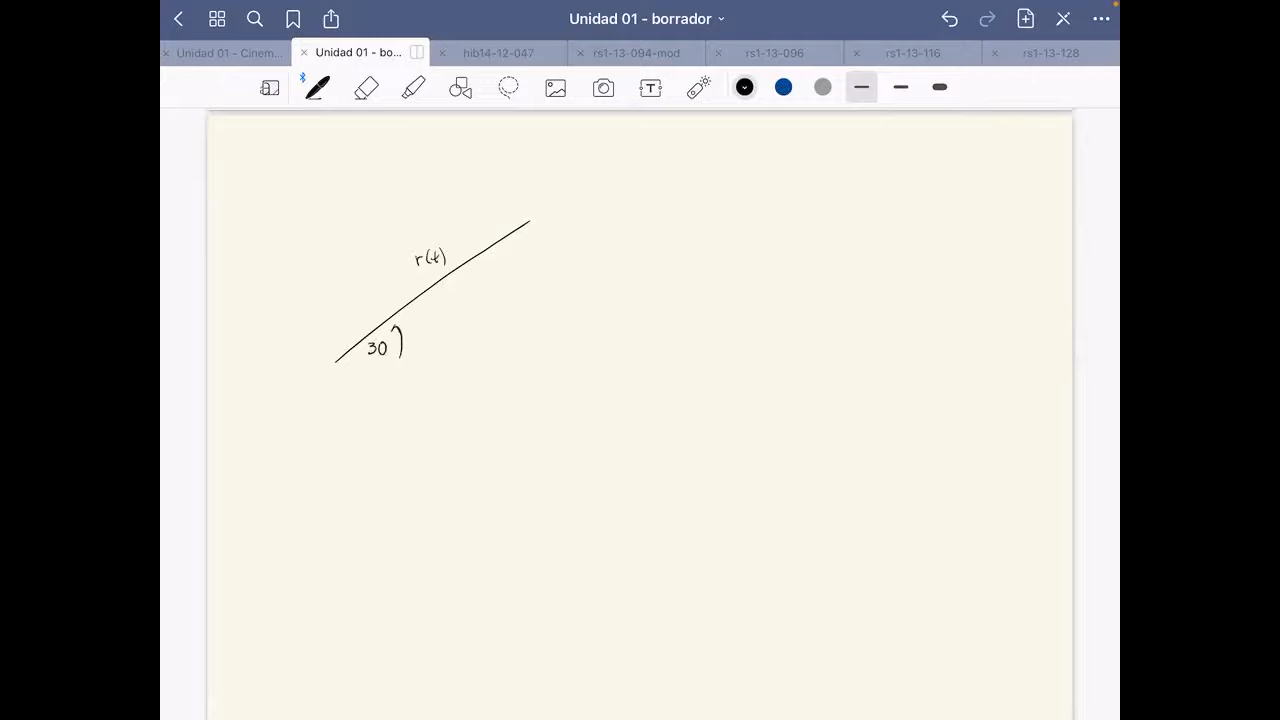 Unidad 01 - borrador
Unidad 01 - Cinem...
Unidad 01 - bo...
hib14-12-047
rs1-13-094-mod
rs1-13-096
rs1-13-116
rs1-13-128
T
r(t)
30